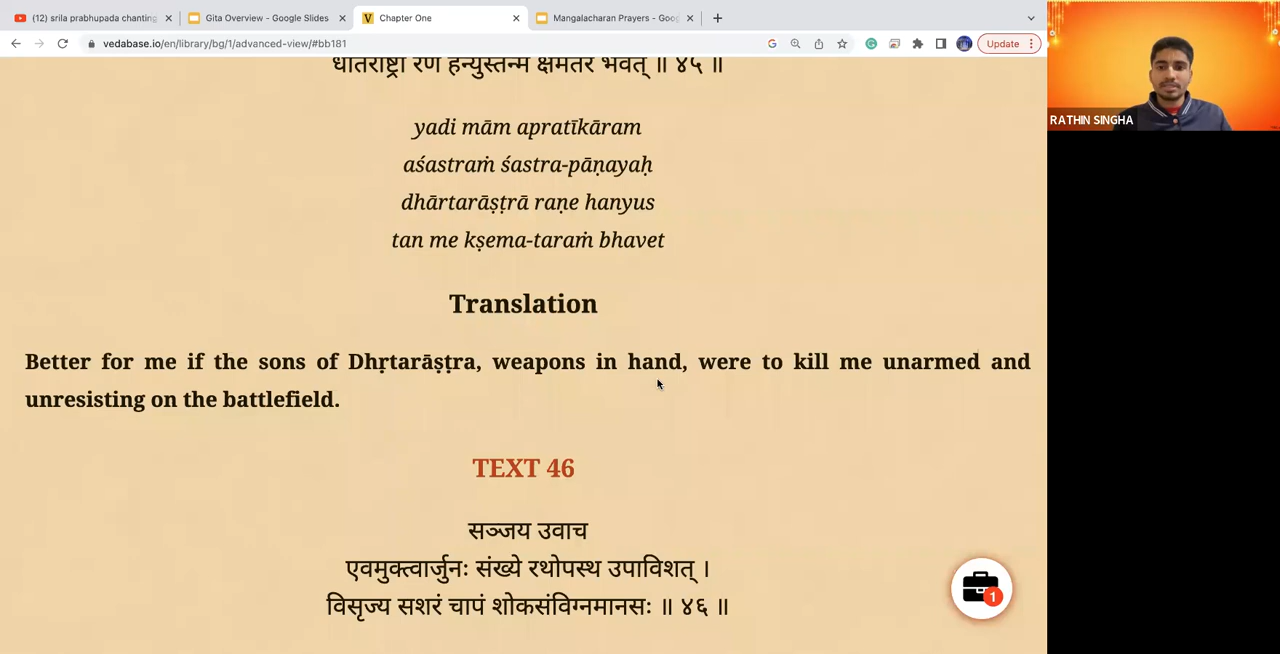 (12) srila prabhupada chanting
Gita Overview - Google Slides
Chapter One
Mangalacharan Prayers - Goo
vedabase.io/en/library/bg/1/advanced-view/#bb181
Update
धार्तराष्ट्रा रणे हन्युस्तन्मे क्षेमतरं भवेत् ॥ ४५ ॥
yadi mām apratīkāram
aśastraṁ śastra-pāṇayaḥ
dhārtarāṣṭrā raṇe hanyus
tan me kṣema-taraṁ bhavet
Translation
Better for me if the sons of Dhṛtarāṣṭra, weapons in hand, were to kill me unarmed and
unresisting on the battlefield.
TEXT 46
सञ्जय उवाच
एवमुक्त्वार्जुनः संख्ये रथोपस्थ उपाविशत् ।
विसृज्य सशरं चापं शोकसंविग्नमानसः ॥ ४६ ॥
1
RATHIN SINGHA